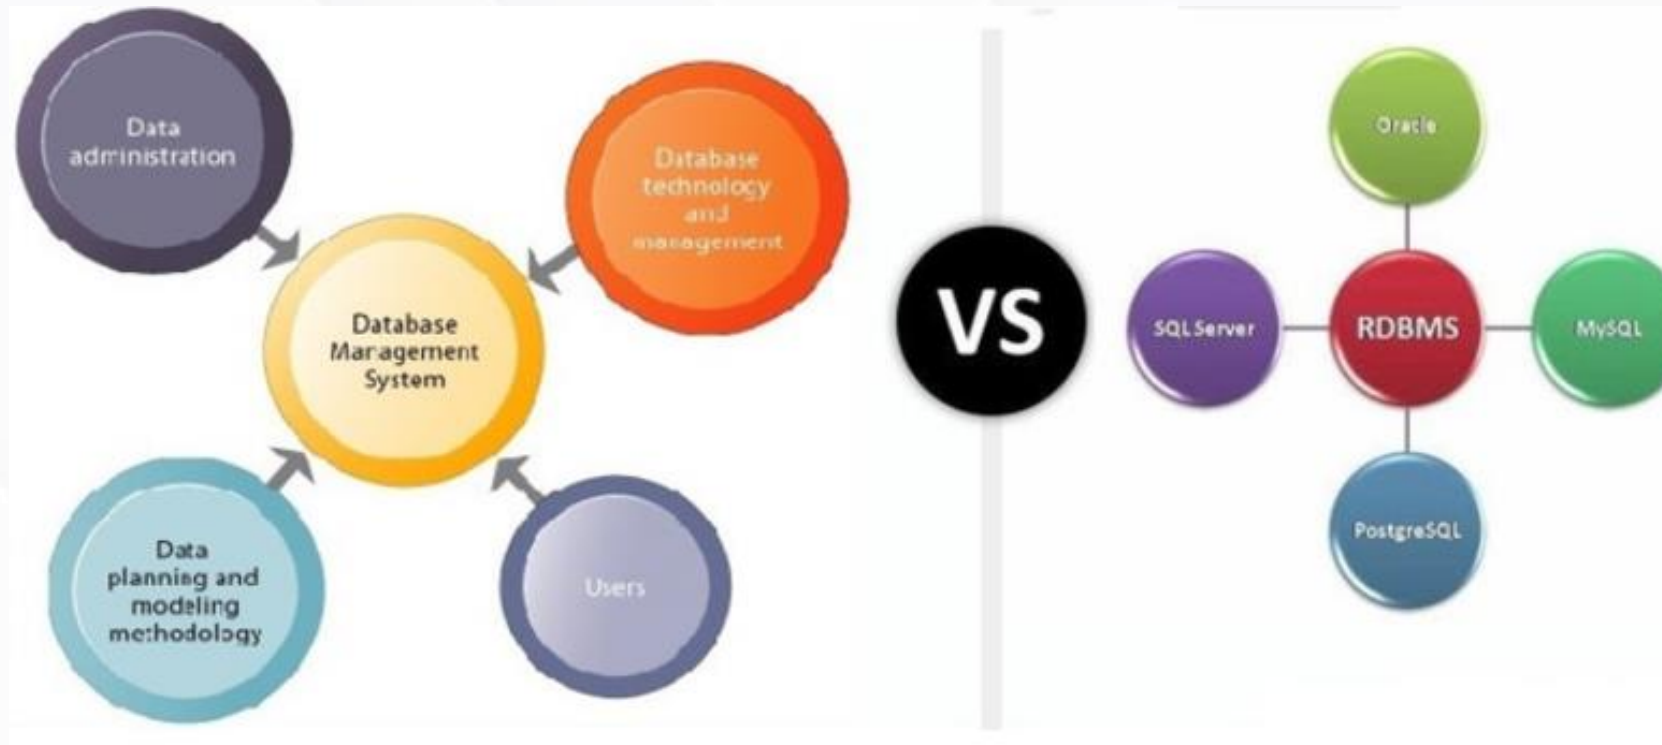 Data
administration
Database
technology
and
management
Database
Management
System
Data
planning and
modeling
methodology
Users
VS
Oracle
SQL Server
RDBMS
MySQL
PostgreSQL